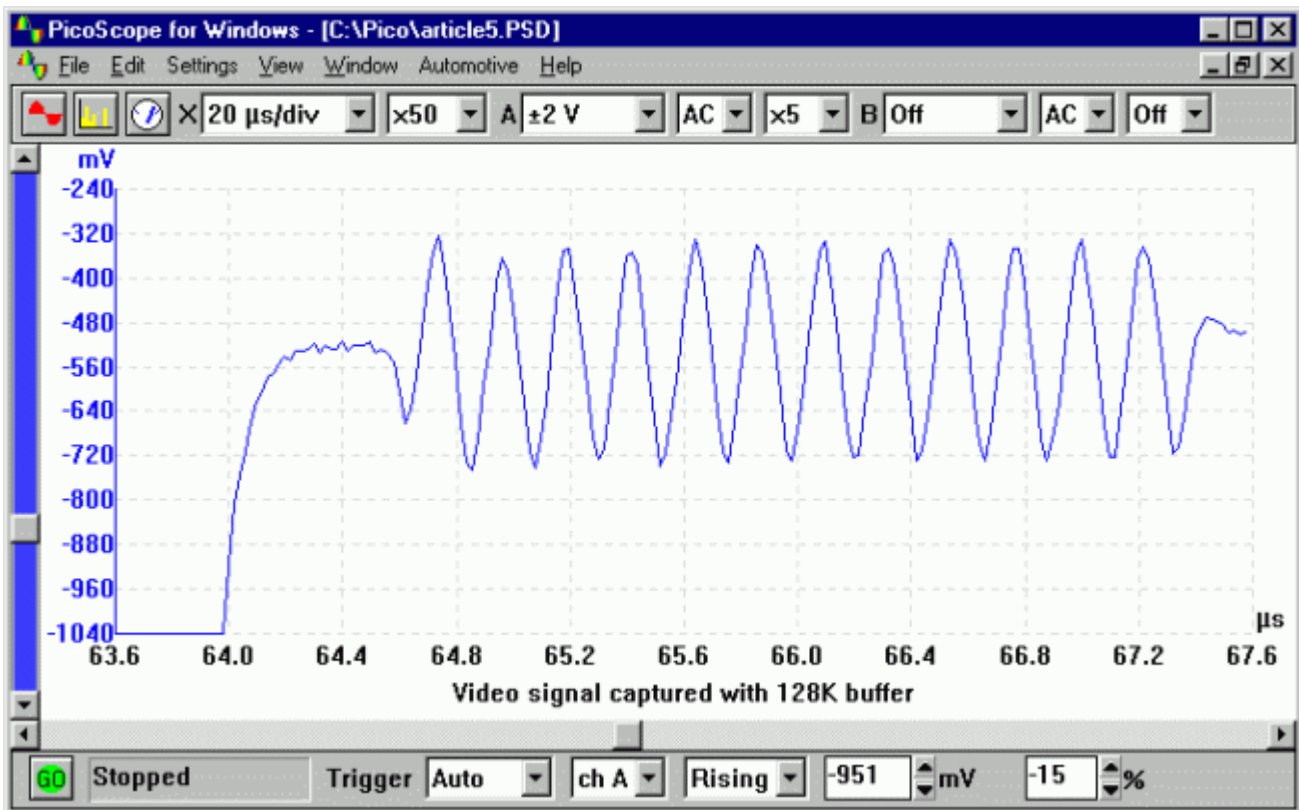 PicoScope for Windows - [C:\Pico\article5.PSD]
File Edit Settings View Window Automotive Help
X 20 µs/div x50 A ±2 V AC x5 B Off AC Off
mV
-240
-320
-400
-480
-560
-640
-720
-800
-880
-960
-1040
µs
63.6 64.0 64.4 64.8 65.2 65.6 66.0 66.4 66.8 67.2 67.6
Video signal captured with 128K buffer
GO Stopped Trigger Auto ch A Rising -951 mV -15 %